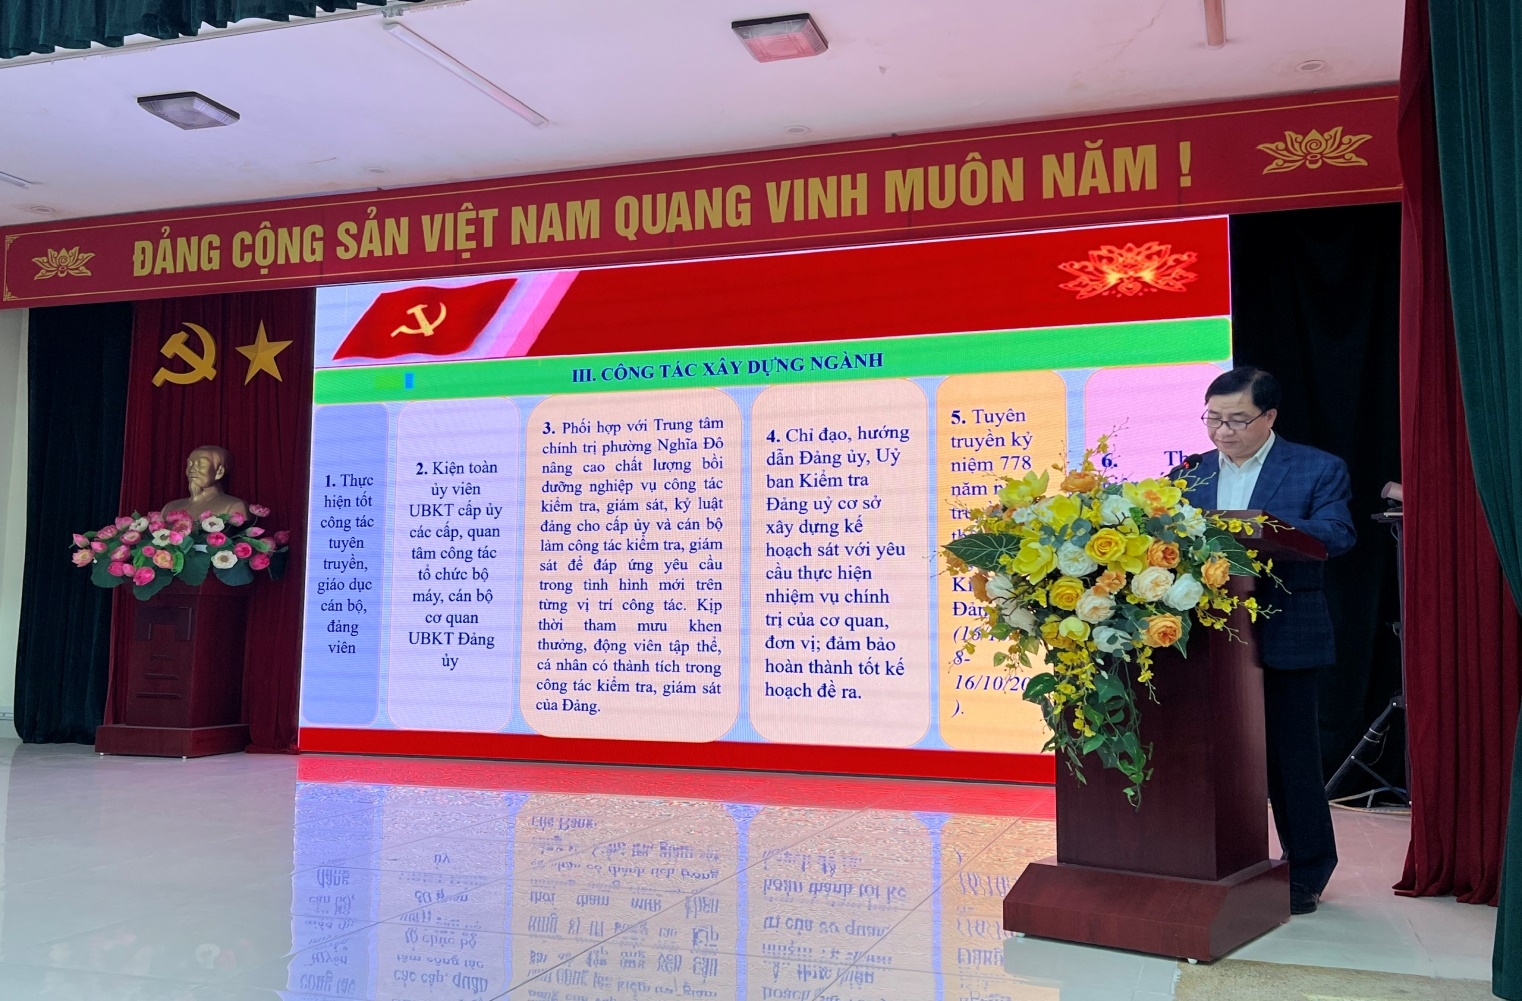 ĐẢNG CỘNG SẢN VIỆT NAM QUANG VINH MUÔN NĂM !
III. CÔNG TÁC XÂY DỰNG NGÀNH
1. Thực
hiện tốt
công tác
tuyên
truyền,
giáo dục
cán bộ,
đảng
viên
2. Kiện toàn
ủy viên
UBKT cấp ủy
các cấp, quan
tâm công tác
tổ chức bộ
máy, cán bộ
cơ quan
UBKT Đảng
ủy
3. Phối hợp với Trung tâm
chính trị phường Nghĩa Đô
nâng cao chất lượng bồi
dưỡng nghiệp vụ công tác
kiểm tra, giám sát, kỷ luật
đảng cho cấp ủy và cán bộ
làm công tác kiểm tra, giám
sát để đáp ứng yêu cầu
trong tình hình mới trên
từng vị trí công tác. Kịp
thời tham mưu khen
thưởng, động viên tập thể,
cá nhân có thành tích trong
công tác kiểm tra, giám sát
của Đảng.
4. Chỉ đạo, hướng
dẫn Đảng ủy, Uỷ
ban Kiểm tra
Đảng uỷ cơ sở
xây dựng kế
hoạch sát với yêu
cầu thực hiện
nhiệm vụ chính
trị của cơ quan,
đơn vị; đảm bảo
hoàn thành tốt kế
hoạch đề ra.
5. Tuyên
truyền kỷ
niệm 778
năm
8-
16/10/20
).
6.